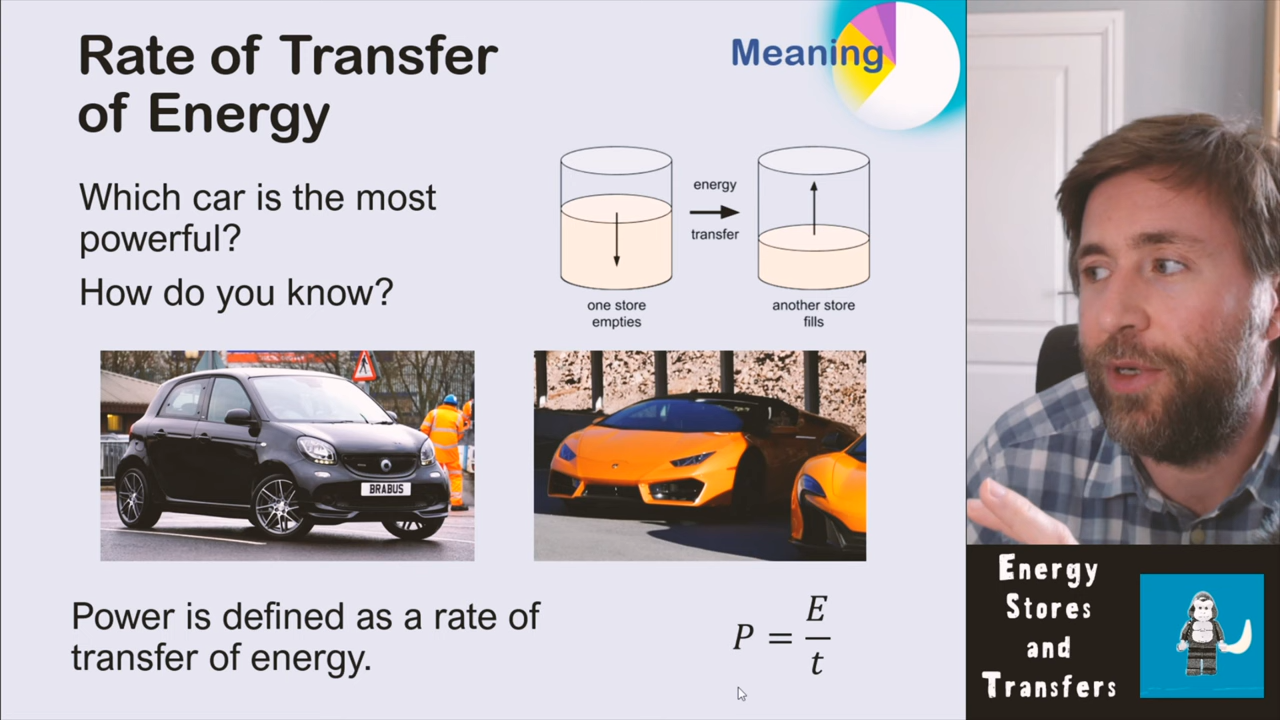 Rate of Transfer
of Energy
Meaning
Which car is the most
powerful?
How do you know?
energy
transfer
one store
empties
another store
fills
BRABUS
Power is defined as a rate of
transfer of energy.
P = E/t
Energy
Stores
and
Transfers